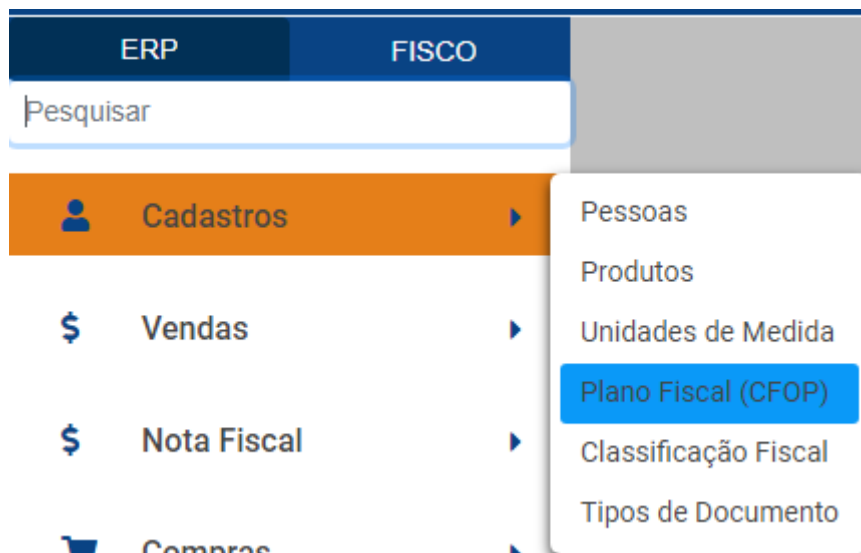 ERP FISCO
Pesquisar
Cadastros
Vendas
Nota Fiscal
Compras
Pessoas
Produtos
Unidades de Medida
Plano Fiscal (CFOP)
Classificação Fiscal
Tipos de Documento